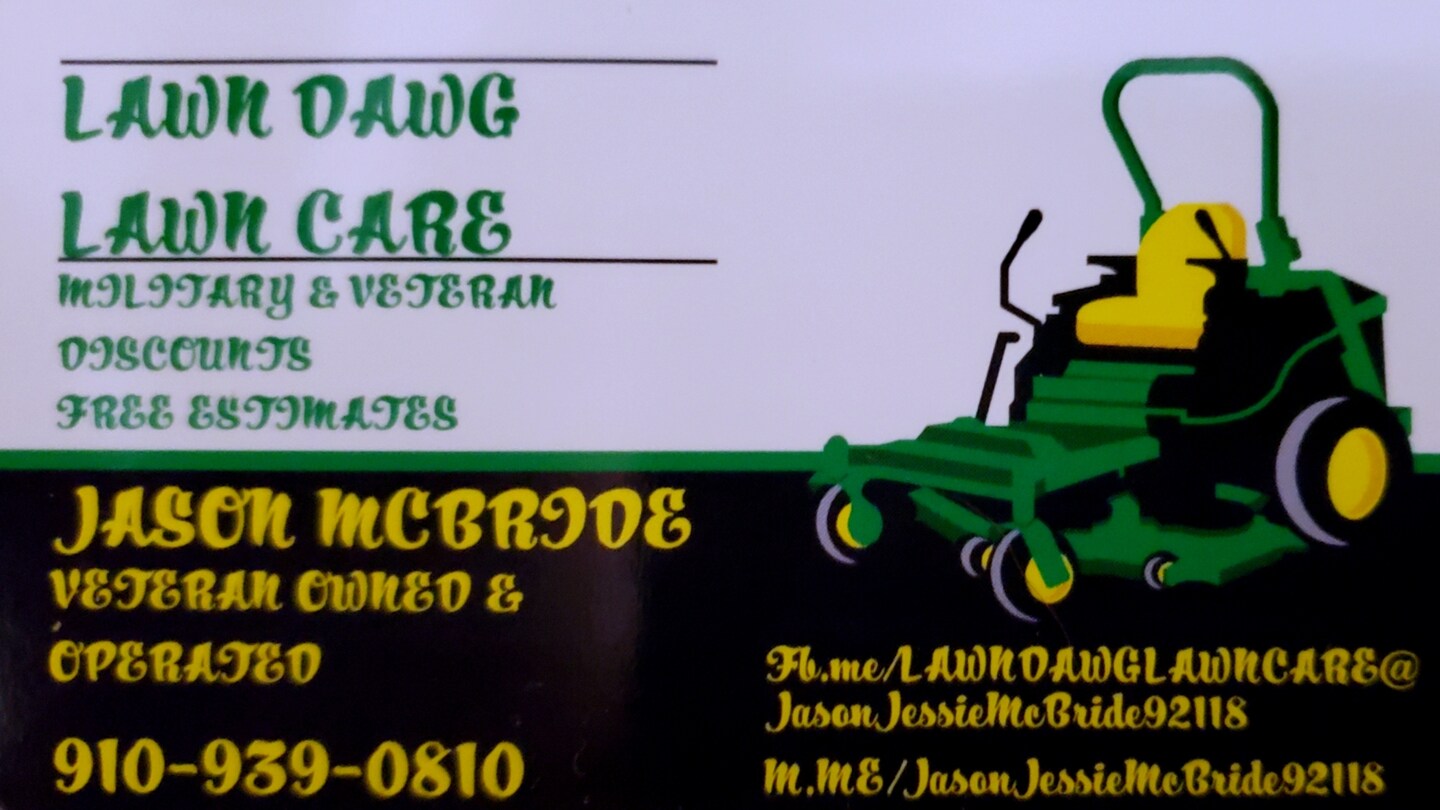 LAWN DAWG
LAWN CARE
MILITARY & VETERAN
DISCOUNTS
FREE ESTIMATES
JASON MCBRIDE
VETERAN OWNED &
OPERATED
910-939-0810
Fb.me/LAWNDAWGLAWNCARE@
JasonJessieMcBride92118
M.ME/JasonJessieMcBride92118